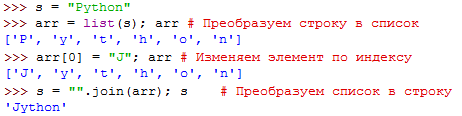 >>> s = "Python"
>>> arr = list(s); arr # Преобразуем строку в список
['P', 'y', 't', 'h', 'o', 'n']
>>> arr[0] = "J"; arr # Изменяем элемент по индексу
['J', 'y', 't', 'h', 'o', 'n']
>>> s = "".join(arr); s    # Преобразуем список в строку
'Jython'